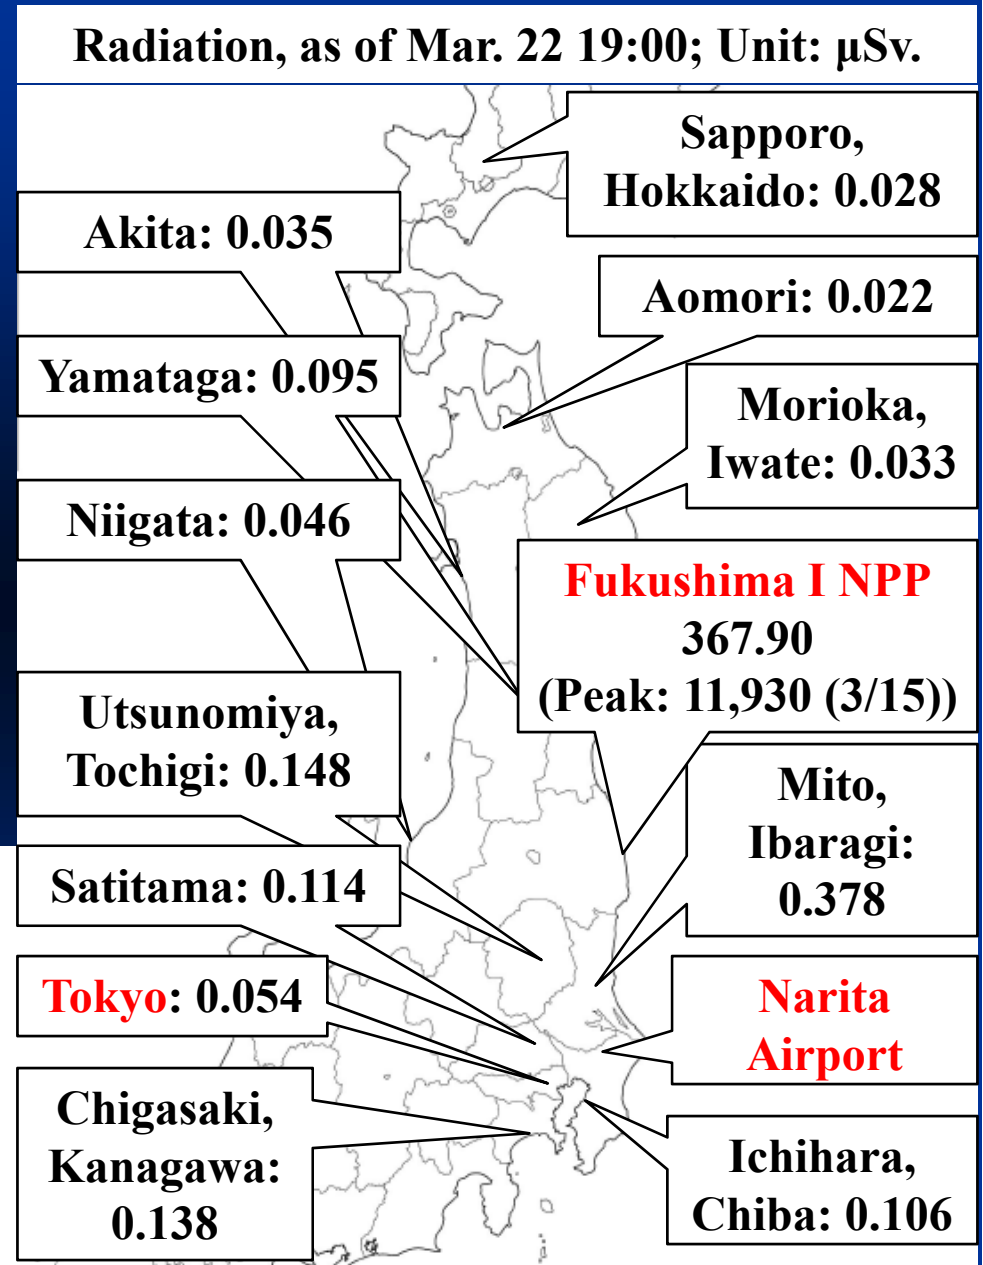 Radiation, as of Mar. 22 19:00; Unit: μSv.
Sapporo,
Hokkaido: 0.028
Akita: 0.035
Aomori: 0.022
Yamataga: 0.095
Morioka,
Iwate: 0.033
Niigata: 0.046
Fukushima I NPP
367.90
(Peak: 11,930 (3/15))
Utsunomiya,
Tochigi: 0.148
Mito,
Ibaragi:
0.378
Satitama: 0.114
Tokyo: 0.054
Narita
Airport
Chigasaki,
Kanagawa:
0.138
Ichihara,
Chiba: 0.106